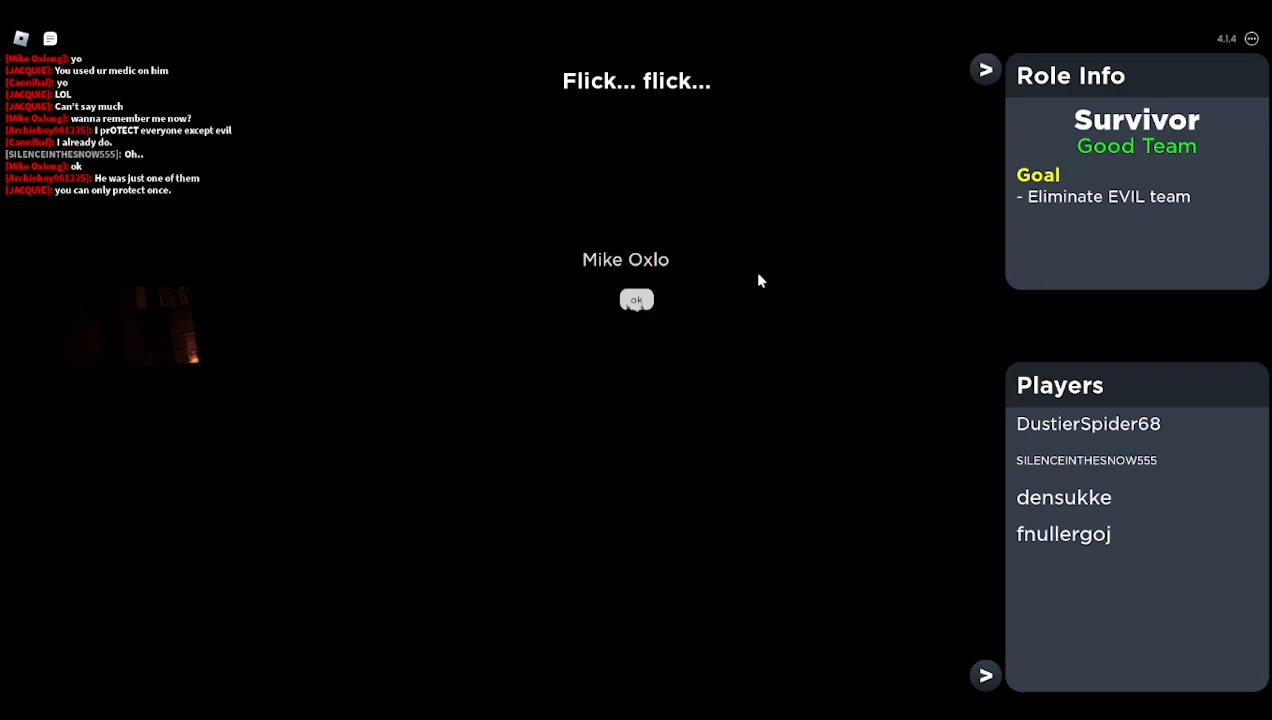 4.1.4
[Mike Oxlong]: yo
[JACQUIE]: You used ur medic on him
[Cannibal]: yo
[JACQUIE]: LOL
[JACQUIE]: Can't say much
[Mike Oxlong]: wanna remember me now?
[Archieboy981235]: I prOTECT everyone except evil
[Cannibal]: I already do.
[SILENCEINTHESNOW555]: Oh..
[Mike Oxlong]: ok
[Archieboy981235]: He was just one of them
[JACQUIE]: you can only protect once.
Flick... flick...
Mike Oxlo
ok
>
Role Info
Survivor
Good Team
Goal
- Eliminate EVIL team
Players
DustierSpider68
SILENCEINTHESNOW555
densukke
fnullergoj
>